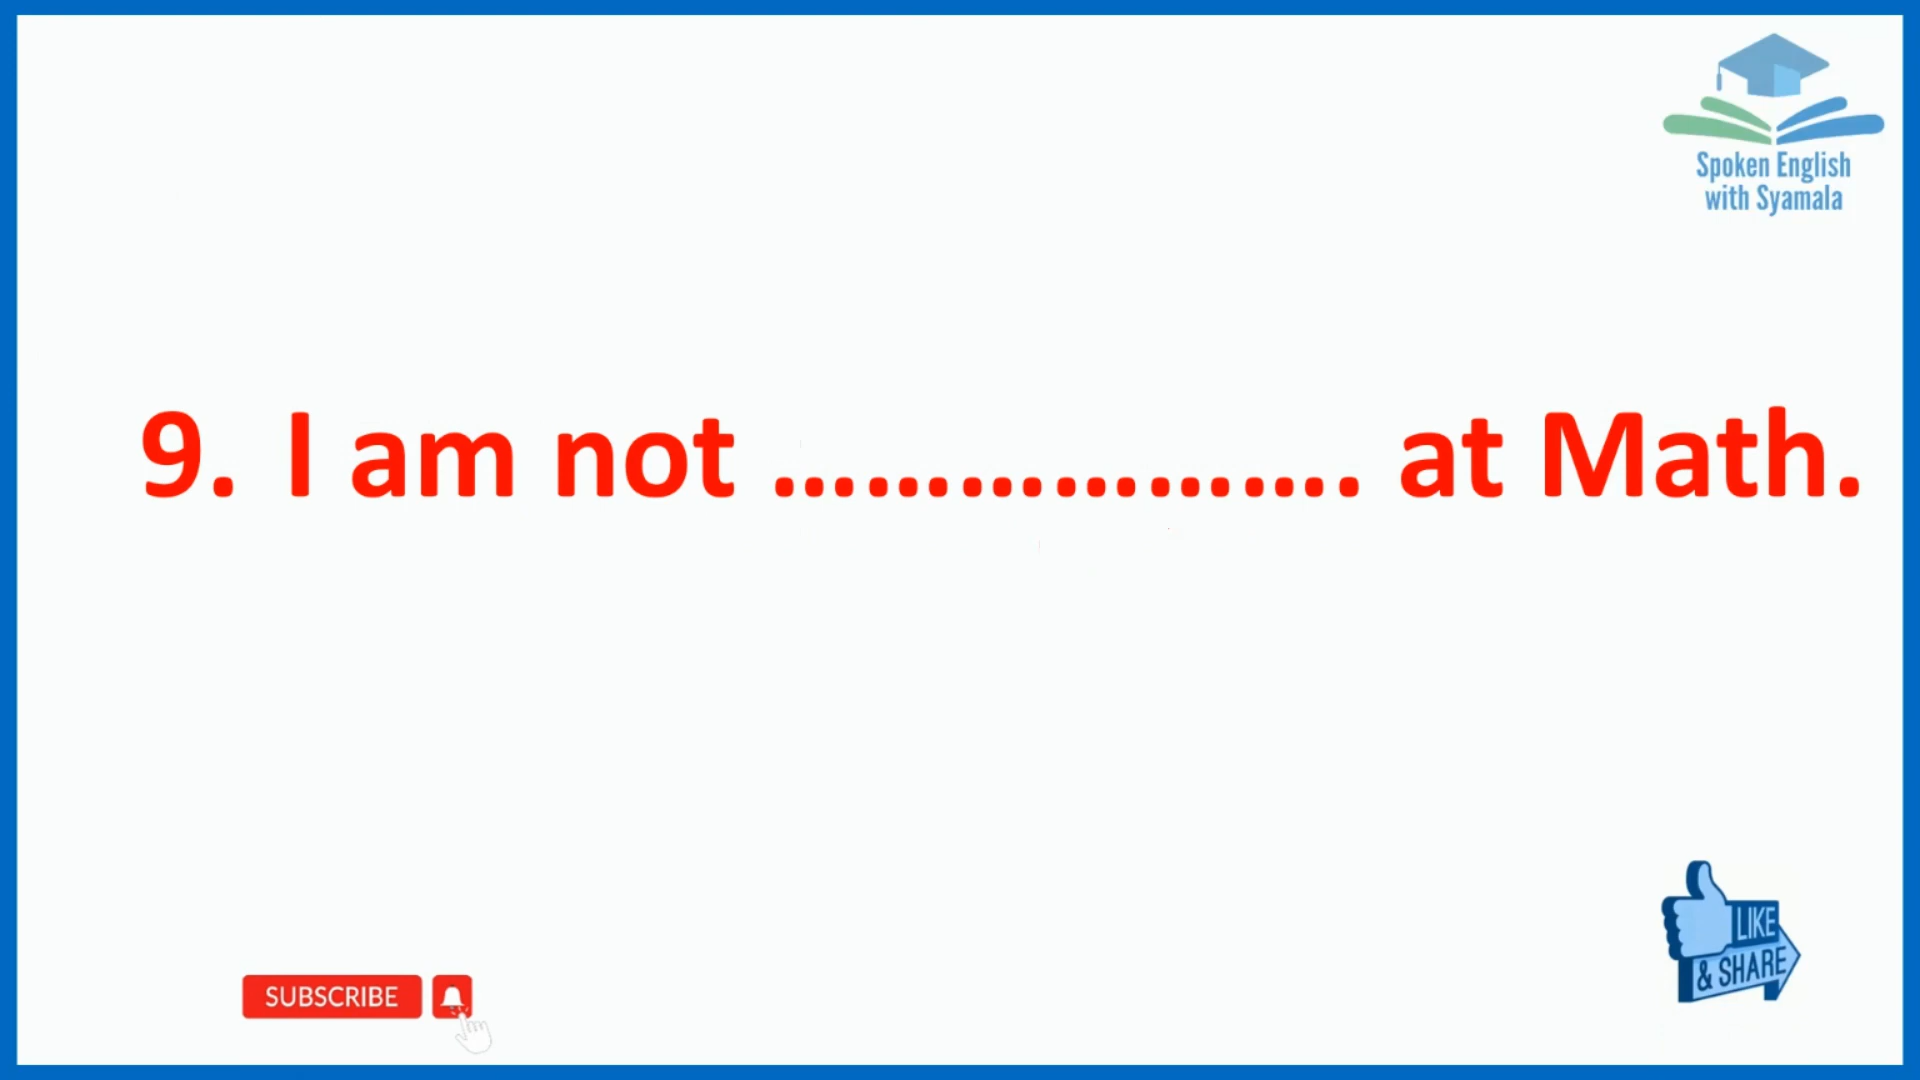 Spoken English
with Syamala
9. I am not ………………. at Math.
LIKE
& SHARE
SUBSCRIBE